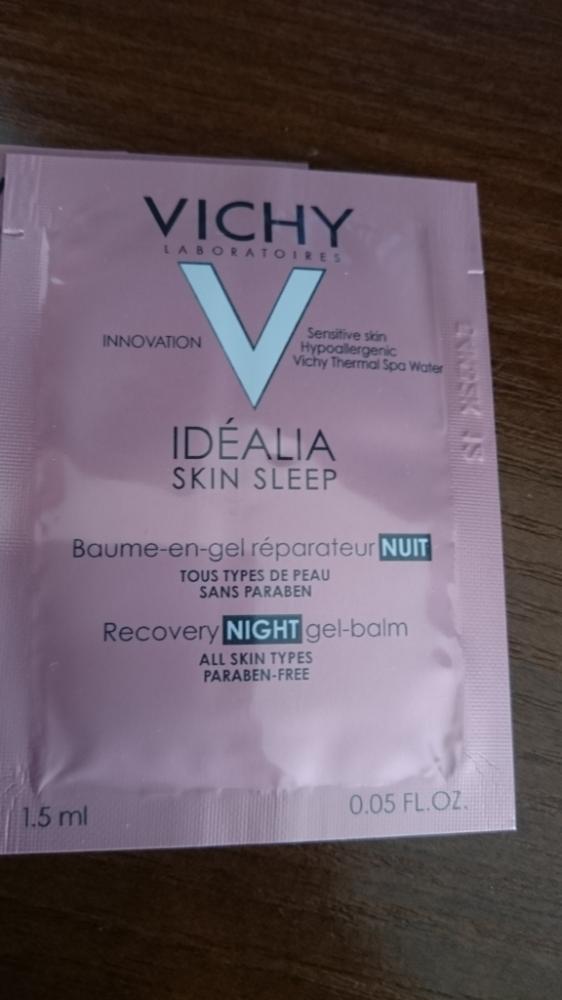 VICHY
LABORATOIRES
INNOVATION
Sensitive skin
Hypoallergenic
Vichy Thermal Spa Water
IDÉALIA
SKIN SLEEP
Baume-en-gel réparateur NUIT
TOUS TYPES DE PEAU
SANS PARABEN
Recovery NIGHT gel-balm
ALL SKIN TYPES
PARABEN-FREE
1.5 ml
0.05 FL.OZ.